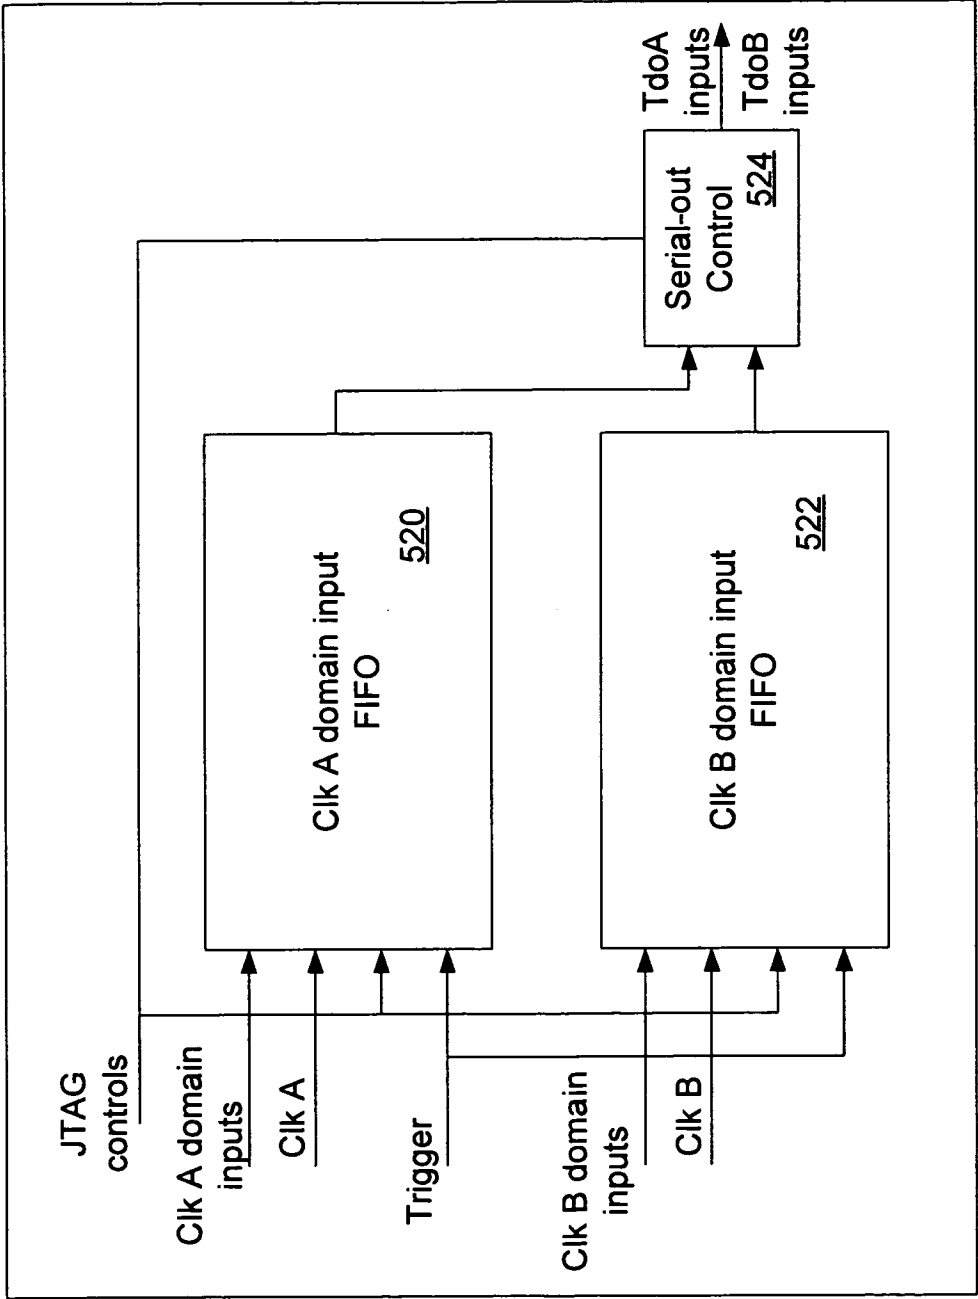 JTAG
controls
Clk A domain
inputs
Clk A
Trigger
Clk B domain
inputs
Clk B
Clk A domain input
FIFO
520
Clk B domain input
FIFO
522
Serial-out
Control
524
TdoA
inputs
TdoB
inputs